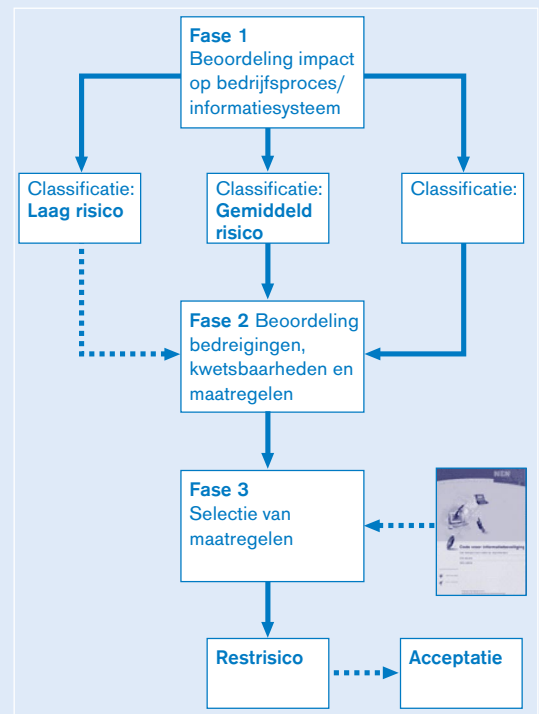 Fase 1
Beoordeling impact
op bedrijfsproces/
informatiesysteem
Classificatie:
Laag risico
Classificatie:
Gemiddeld
risico
Classificatie:
Fase 2 Beoordeling
bedreigingen,
kwetsbaarheden en
maatregelen
Fase 3
Selectie van
maatregelen
Code voor informatiebeveiliging
Restrisico
Acceptatie